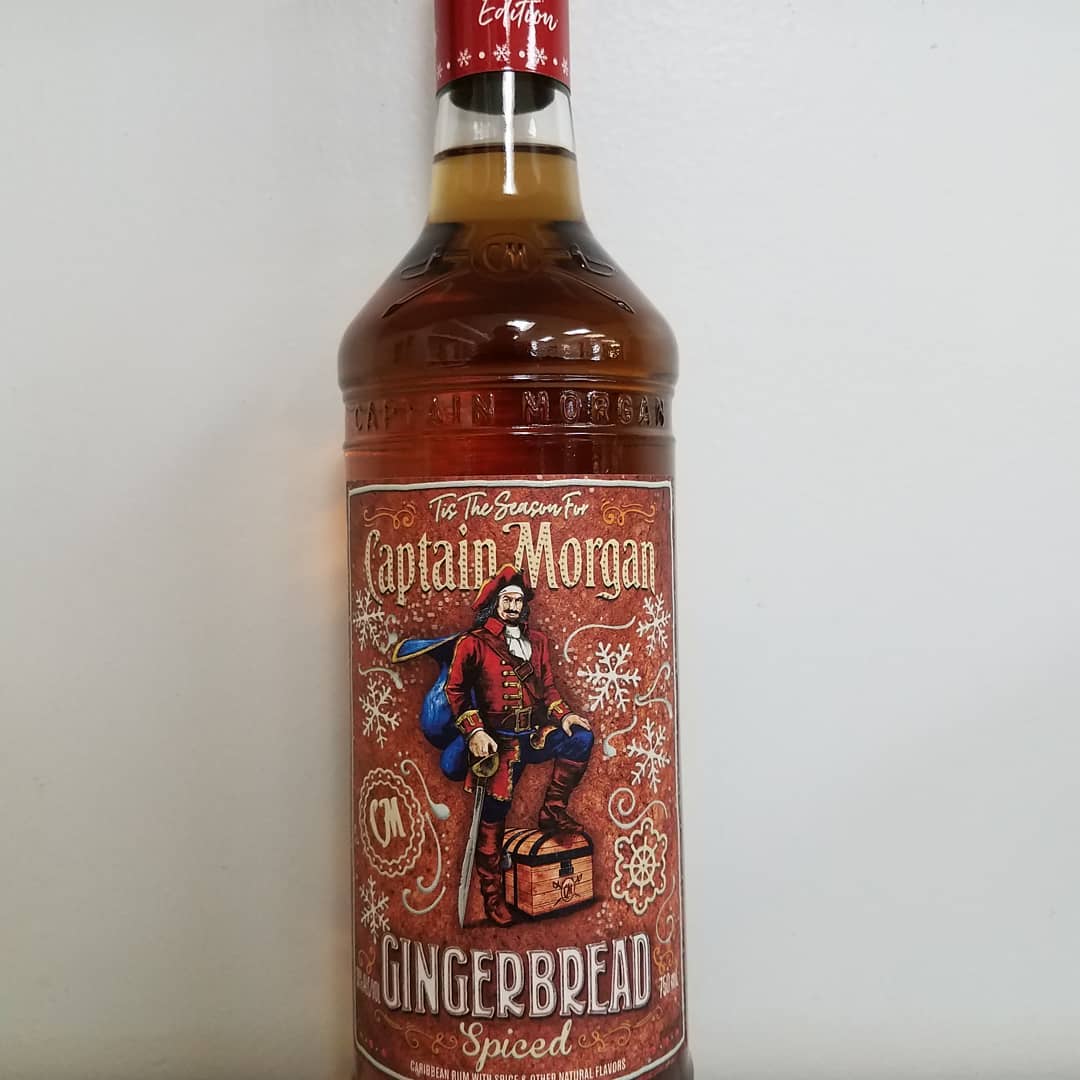 Edition
CM
CAPTAIN MORGAN
Tis The Season For
Captain Morgan
CM
CM
GINGERBREAD
750 ML
Spiced
CARIBBEAN RUM WITH SPICE & OTHER NATURAL FLAVORS